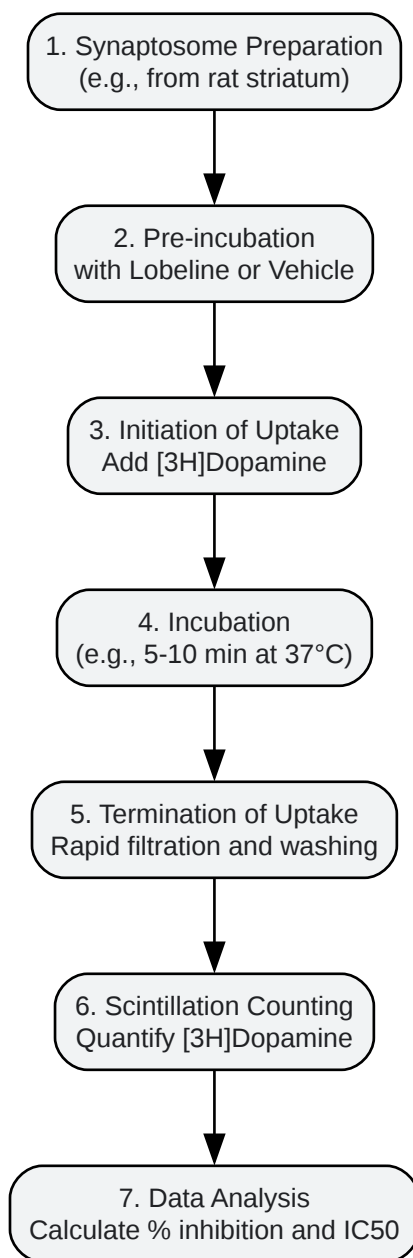 1. Synaptosome Preparation
(e.g., from rat striatum)
2. Pre-incubation
with Lobeline or Vehicle
3. Initiation of Uptake
Add [3H]Dopamine
4. Incubation
(e.g., 5-10 min at 37°C)
5. Termination of Uptake
Rapid filtration and washing
6. Scintillation Counting
Quantify [3H]Dopamine
7. Data Analysis
Calculate % inhibition and IC50